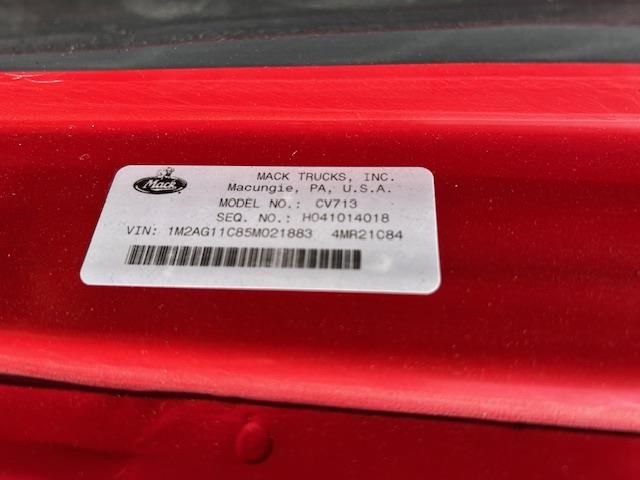 Mack
MACK TRUCKS, INC.
Macungie, PA, U.S.A.
MODEL NO.: CV713
SEQ. NO.: H041014018
VIN: 1M2AG11C85M021883 4MR21C84